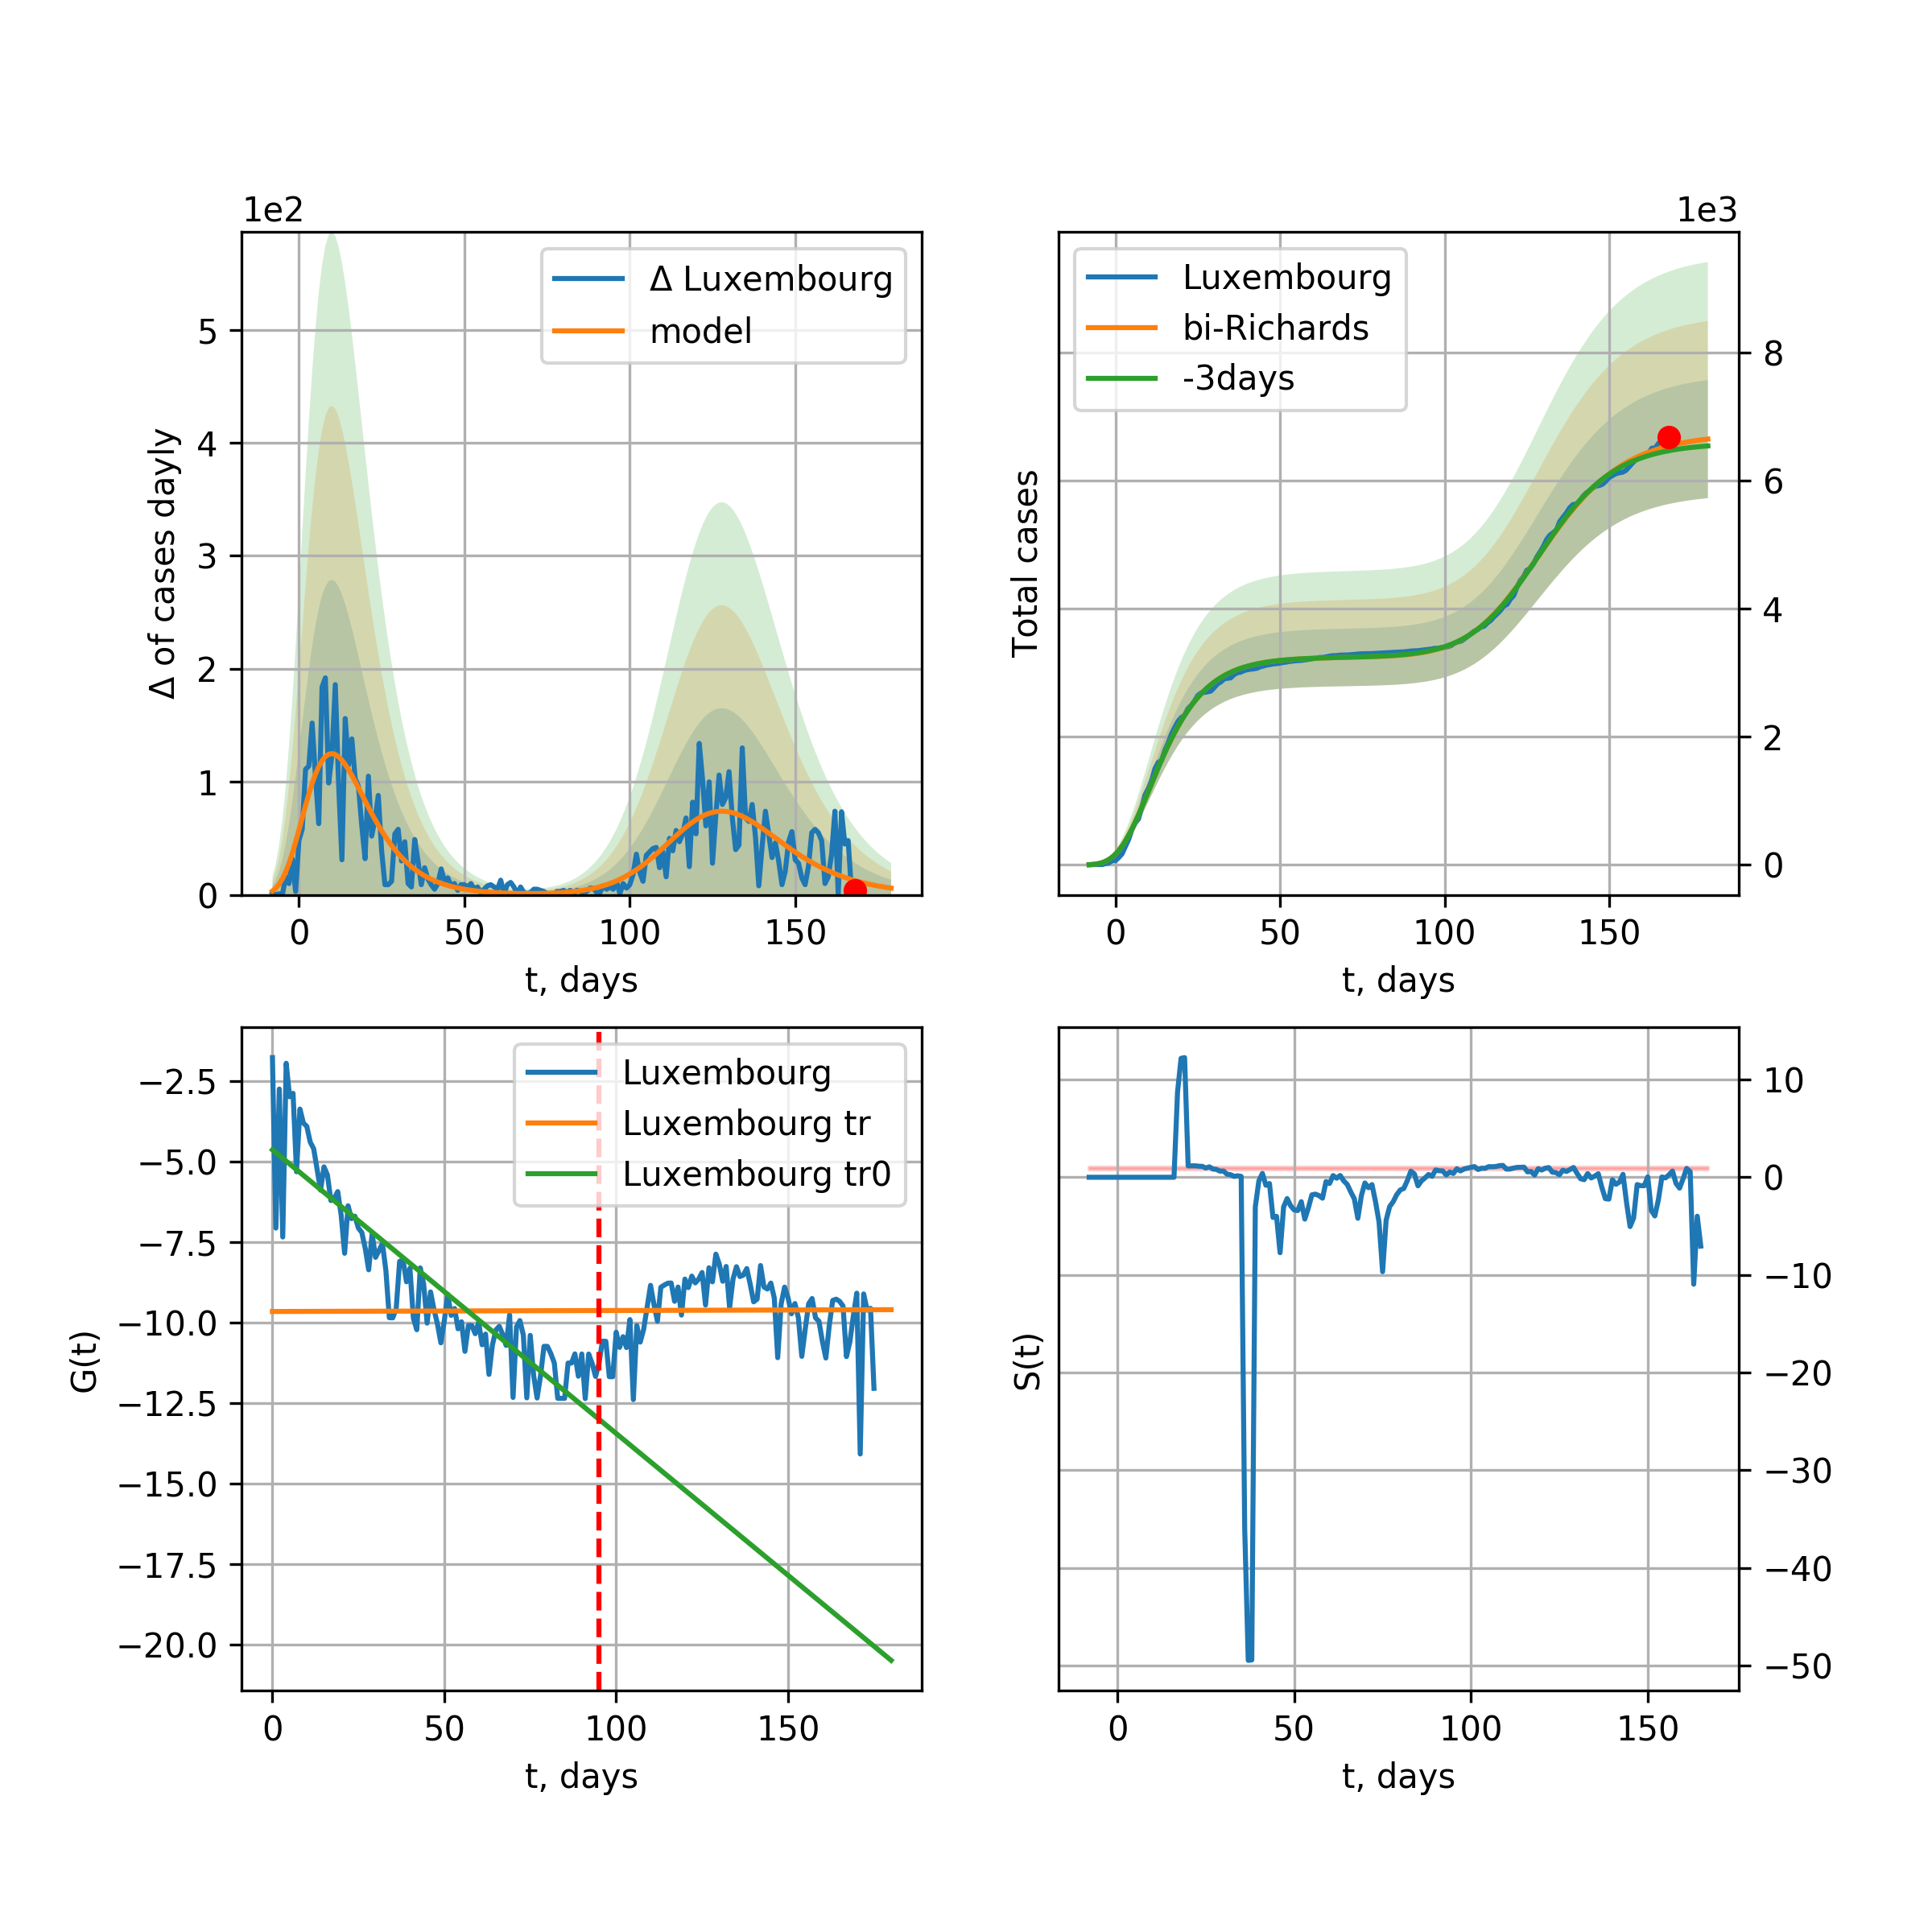 1e2
Δ Luxembourg
model
Δ of cases dayly
5
4
3
2
1
0
0 50 100 150
t, days
1e3
Luxembourg
bi-Richards
-3days
Total cases
8
6
4
2
0
0 50 100 150
t, days
Luxembourg
Luxembourg tr
Luxembourg tr0
G(t)
−2.5
−5.0
−7.5
−10.0
−12.5
−15.0
−17.5
−20.0
0 50 100 150
t, days
S(t)
10
0
−10
−20
−30
−40
−50
0 50 100 150
t, days